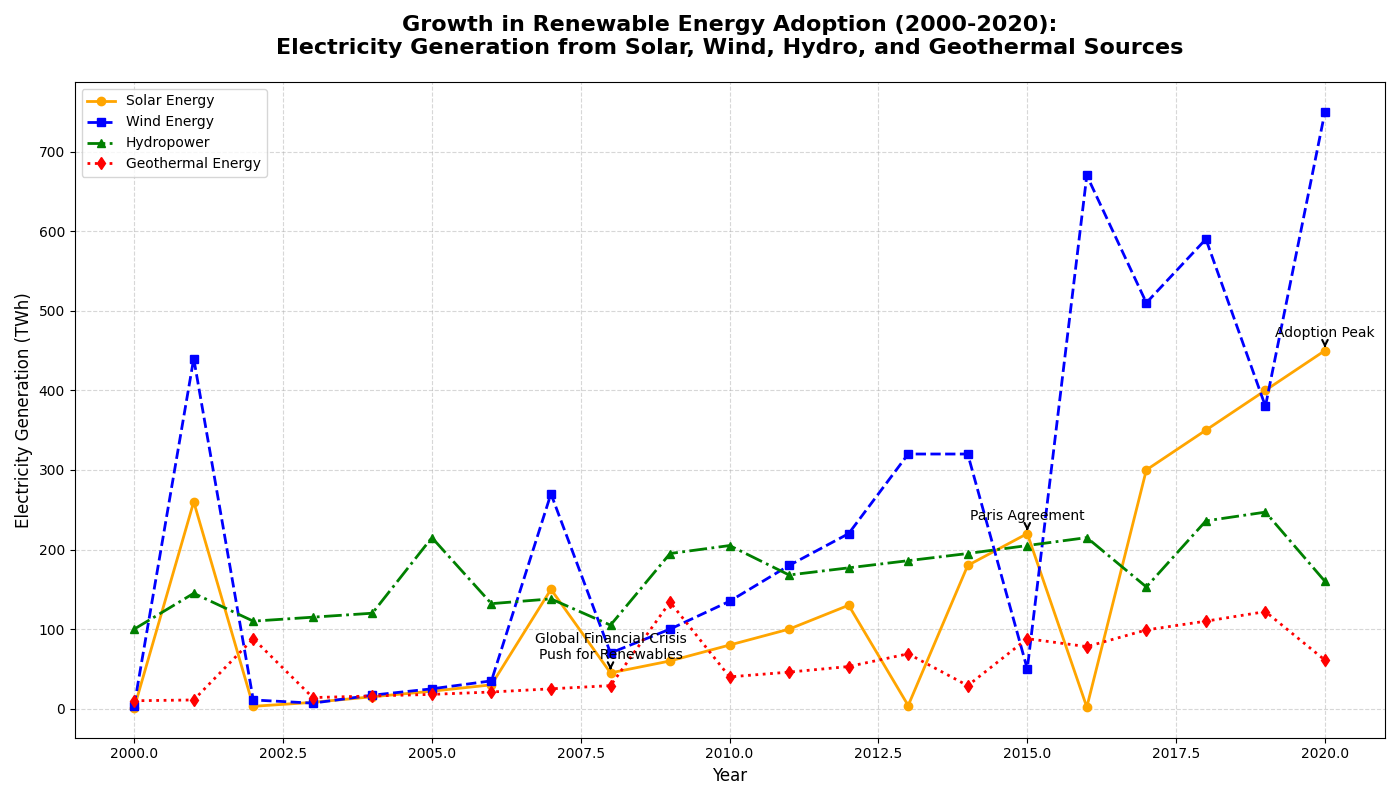 Growth in Renewable Energy Adoption (2000-2020):
Electricity Generation from Solar, Wind, Hydro, and Geothermal Sources
Solar Energy
Wind Energy
Hydropower
Geothermal Energy
Electricity Generation (TWh)
700
600
500
400
300
200
100
0
Adoption Peak
Paris Agreement
Global Financial Crisis
Push for Renewables
2000.0
2002.5
2005.0
2007.5
2010.0
2012.5
2015.0
2017.5
2020.0
Year